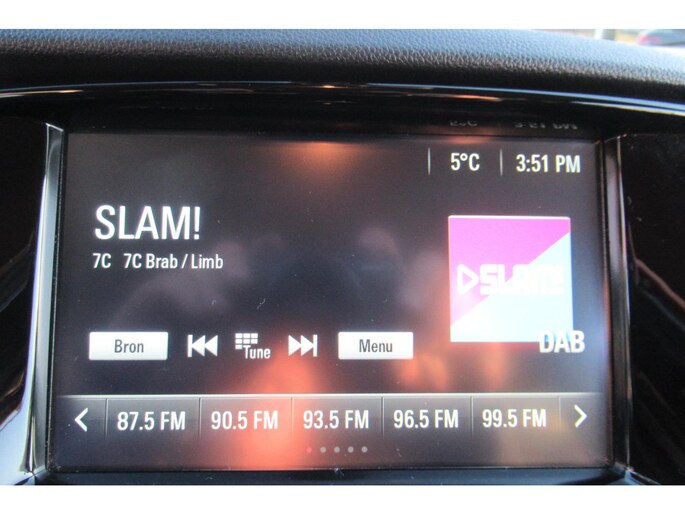 5°C 3:51 PM
SLAM!
7C 7C Brab / Limb
SLAM!
DAB
Bron Tune Menu
87.5 FM 90.5 FM 93.5 FM 96.5 FM 99.5 FM